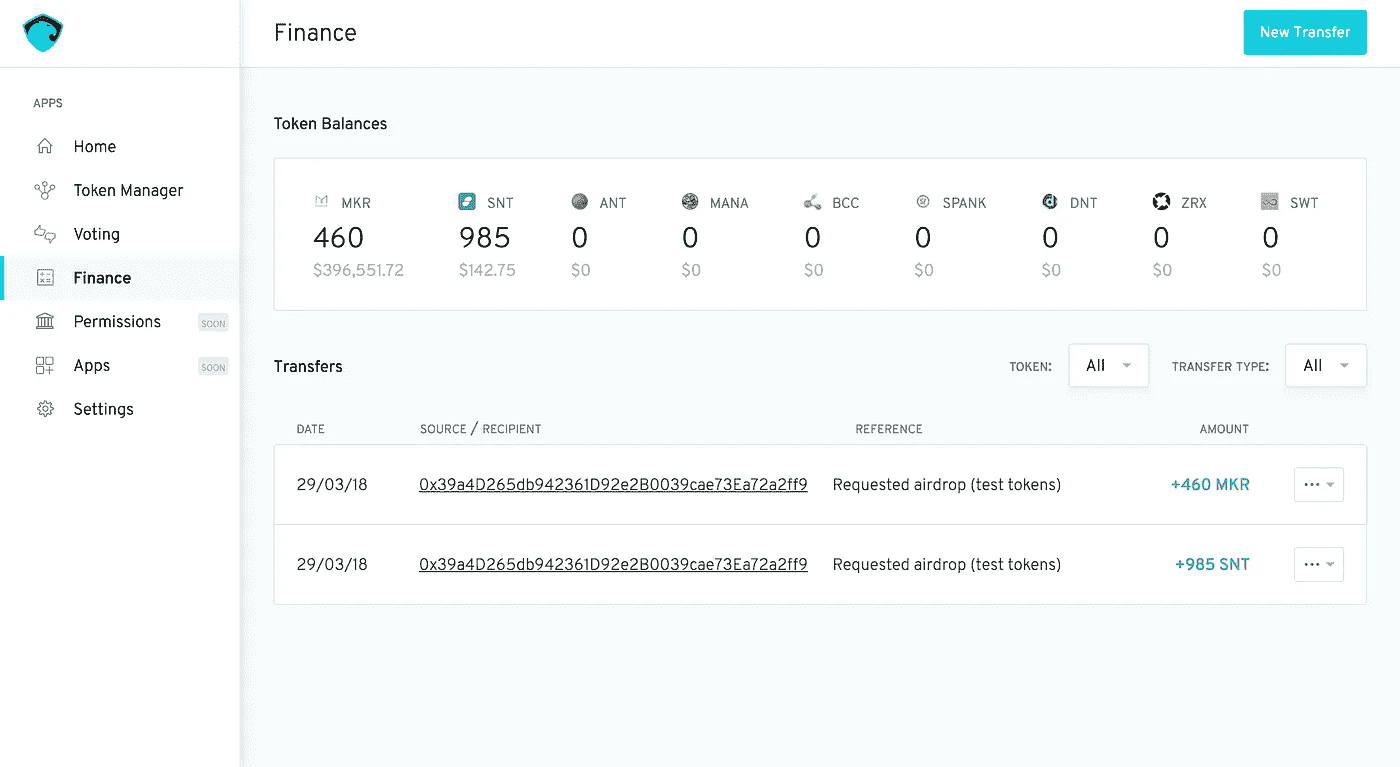 Finance
New Transfer
APPS
Home
Token Manager
Voting
Finance
Permissions SOON
Apps SOON
Settings
Token Balances
MKR SNT ANT MANA BCC SPANK DNT ZRX SWT
460 985 0 0 0 0 0 0 0
$396,551.72 $142.75 $0 $0 $0 $0 $0 $0 $0
Transfers TOKEN: All TRANSFER TYPE: All
DATE SOURCE / RECIPIENT REFERENCE AMOUNT
29/03/18 0x39a4D265db942361D92e2B0039cae73Ea72a2ff9 Requested airdrop (test tokens) +460 MKR
29/03/18 0x39a4D265db942361D92e2B0039cae73Ea72a2ff9 Requested airdrop (test tokens) +985 SNT